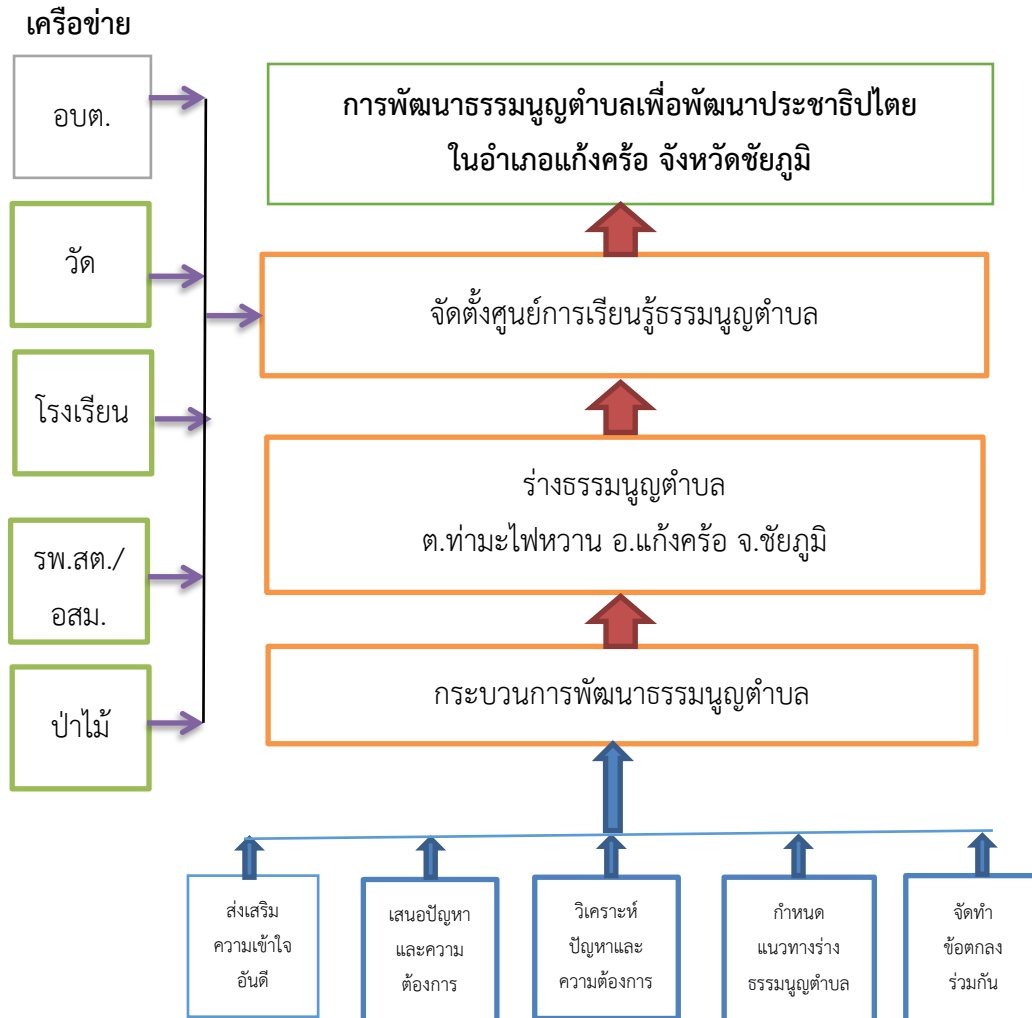 เครือข่าย
อบต.
วัด
โรงเรียน
รพ.สต./
อสม.
ป่าไม้
การพัฒนาธรรมนูญตำบลเพื่อพัฒนาประชาธิปไตย
ในอำเภอแก้งคร้อ จังหวัดชัยภูมิ
จัดตั้งศูนย์การเรียนรู้ธรรมนูญตำบล
ร่างธรรมนูญตำบล
ต.ท่ามะไฟหวาน อ.แก้งคร้อ จ.ชัยภูมิ
กระบวนการพัฒนาธรรมนูญตำบล
ส่งเสริม
ความเข้าใจ
อันดี
เสนอปัญหา
และความ
ต้องการ
วิเคราะห์
ปัญหาและ
ความต้องการ
กำหนด
แนวทางร่าง
ธรรมนูญตำบล
จัดทำ
ข้อตกลง
ร่วมกัน